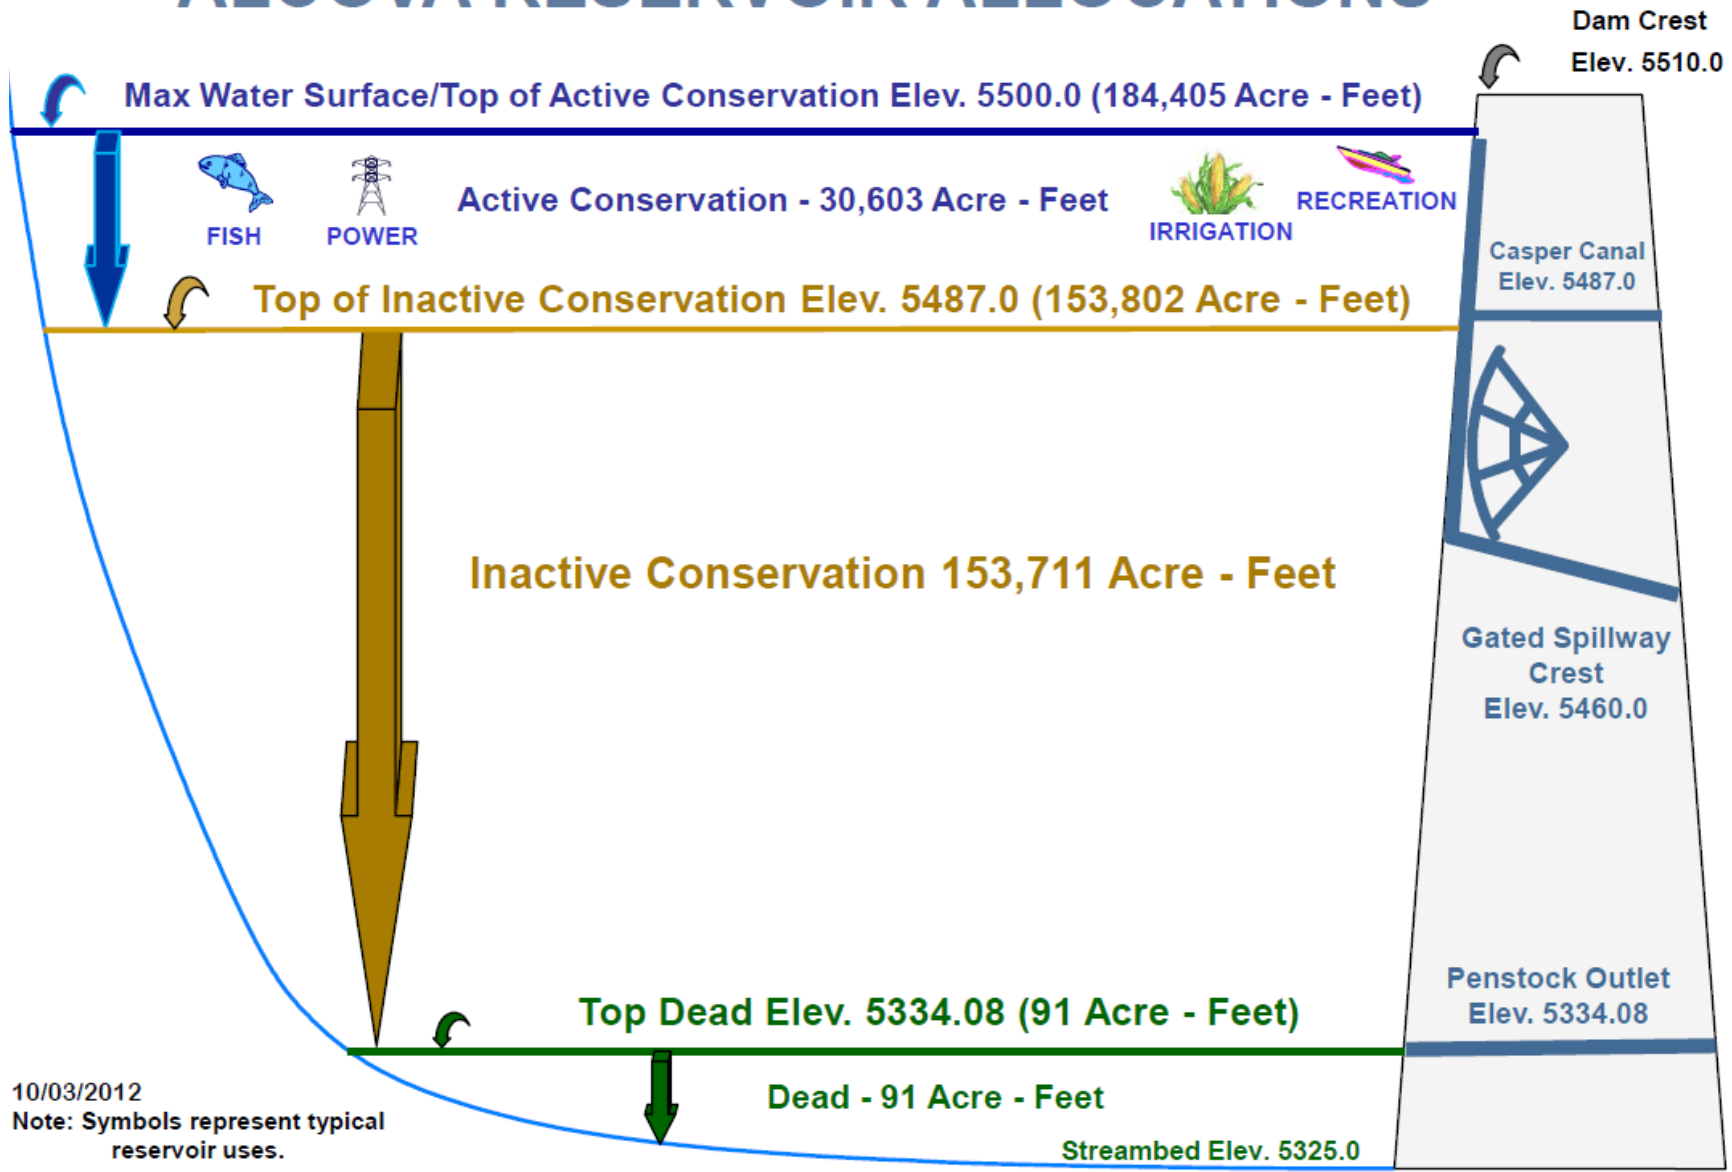 ALCOVA RESERVOIR ALLOCATIONS
Dam Crest
Elev. 5510.0
Max Water Surface/Top of Active Conservation Elev. 5500.0 (184,405 Acre - Feet)
FISH
POWER
Active Conservation - 30,603 Acre - Feet
IRRIGATION
RECREATION
Casper Canal
Elev. 5487.0
Top of Inactive Conservation Elev. 5487.0 (153,802 Acre - Feet)
Inactive Conservation 153,711 Acre - Feet
Gated Spillway
Crest
Elev. 5460.0
Penstock Outlet
Elev. 5334.08
Top Dead Elev. 5334.08 (91 Acre - Feet)
Dead - 91 Acre - Feet
Streambed Elev. 5325.0
10/03/2012
Note: Symbols represent typical
reservoir uses.